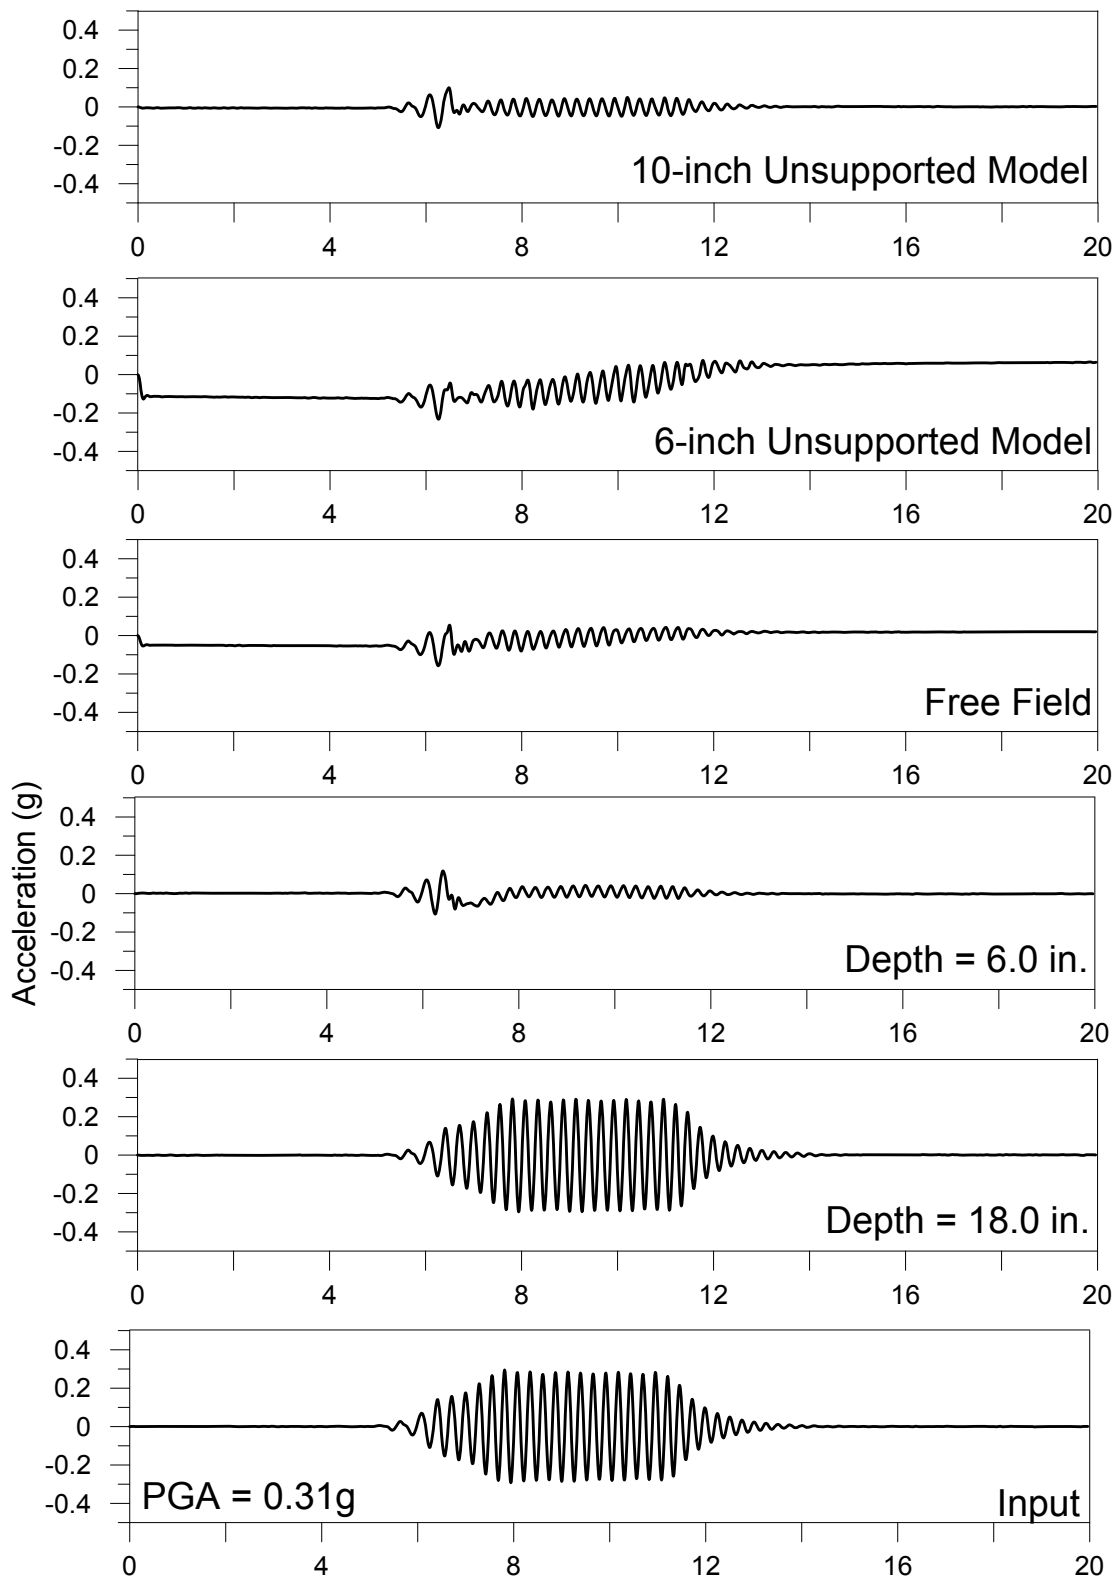 0.4
0.2
0
-0.2
-0.4
10-inch Unsupported Model
0 4 8 12 16 20
0.4
0.2
0
-0.2
-0.4
6-inch Unsupported Model
0 4 8 12 16 20
0.4
0.2
0
-0.2
-0.4
Free Field
0 4 8 12 16 20
Acceleration (g)
0.4
0.2
0
-0.2
-0.4
Depth = 6.0 in.
0 4 8 12 16 20
0.4
0.2
0
-0.2
-0.4
Depth = 18.0 in.
0 4 8 12 16 20
0.4
0.2
0
-0.2
-0.4
PGA = 0.31g
Input
0 4 8 12 16 20